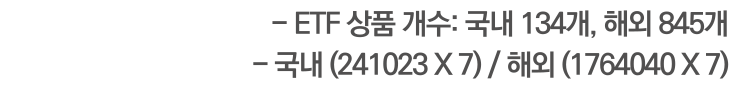 - ETF 상품 개수: 국내 134개, 해외 845개
- 국내 (241023 X 7) / 해외 (1764040 X 7)